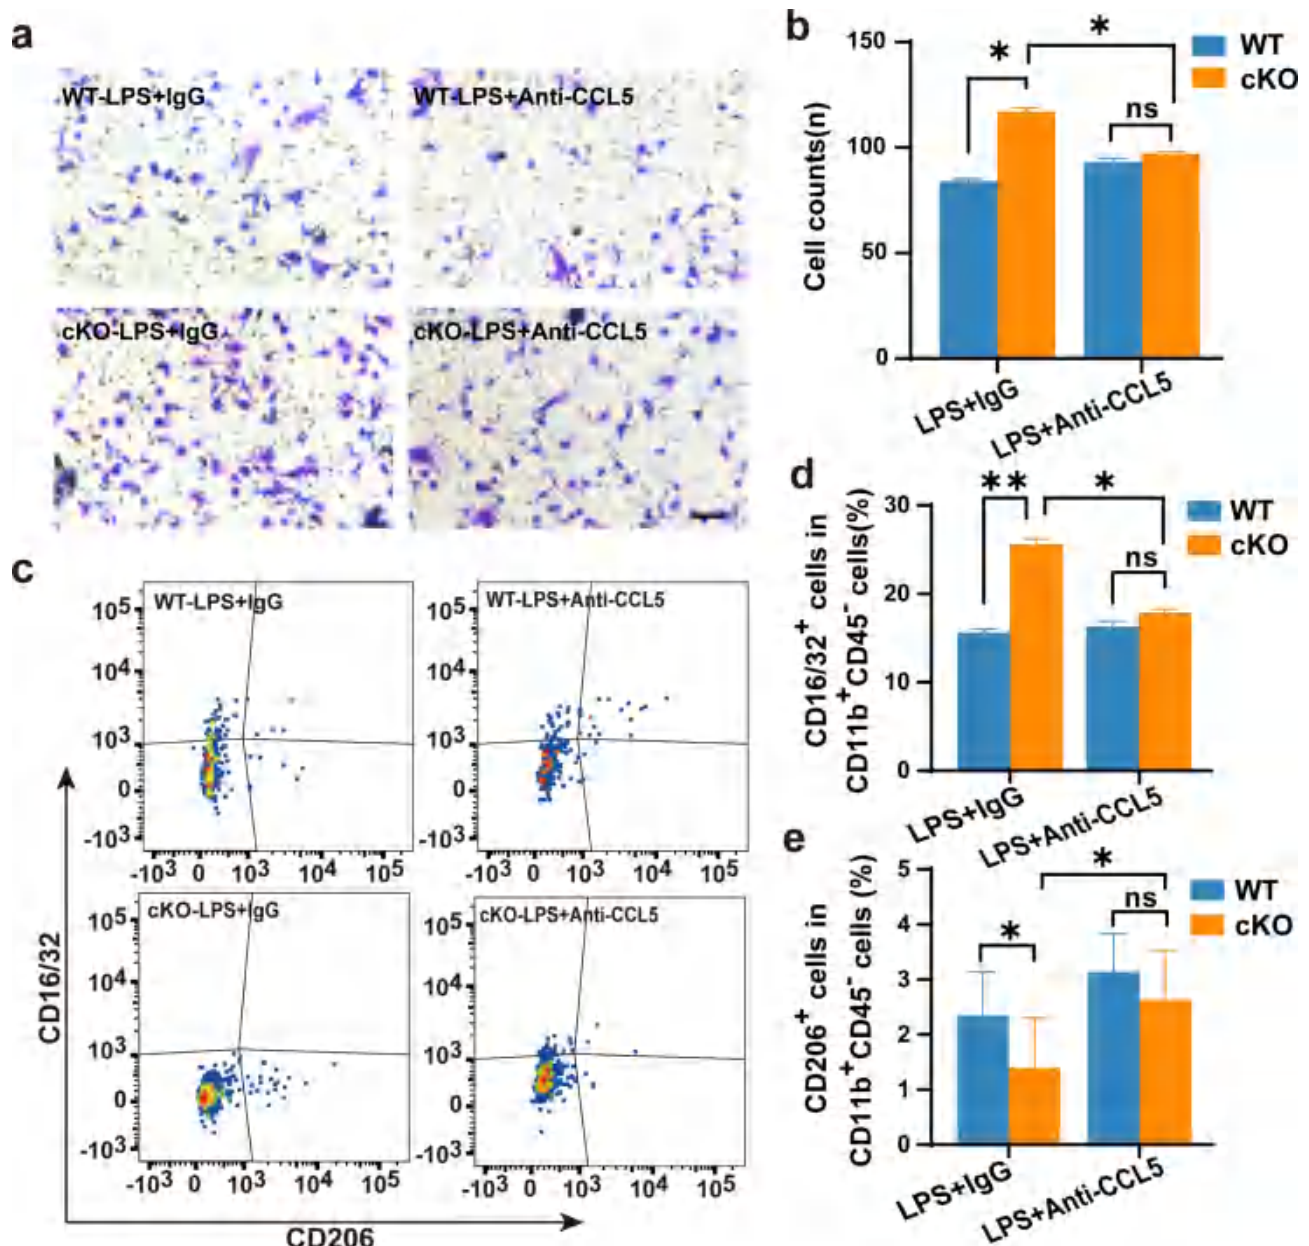 a
WT-LPS+IgG
WT-LPS+Anti-CCL5
cKO-LPS+IgG
cKO-LPS+Anti-CCL5
b
Cell counts(n)
150
100
50
0
*
*
ns
WT
cKO
LPS+IgG
LPS+Anti-CCL5
c
WT-LPS+IgG
10⁵
10⁴
10³
0
-10³
-10³ 0 10³ 10⁴ 10⁵
WT-LPS+Anti-CCL5
10⁵
10⁴
10³
0
-10³
-10³ 0 10³ 10⁴ 10⁵
cKO-LPS+IgG
10⁵
10⁴
10³
0
-10³
-10³ 0 10³ 10⁴ 10⁵
cKO-LPS+Anti-CCL5
10⁵
10⁴
10³
0
-10³
-10³ 0 10³ 10⁴ 10⁵
CD16/32
CD206
d
CD16/32⁺ cells in
CD11b⁺CD45⁻ cells(%)
30
20
10
0
**
*
ns
WT
cKO
LPS+IgG
LPS+Anti-CCL5
e
CD206⁺ cells in
CD11b⁺CD45⁻ cells (%)
5
4
3
2
1
0
*
*
ns
WT
cKO
LPS+IgG
LPS+Anti-CCL5